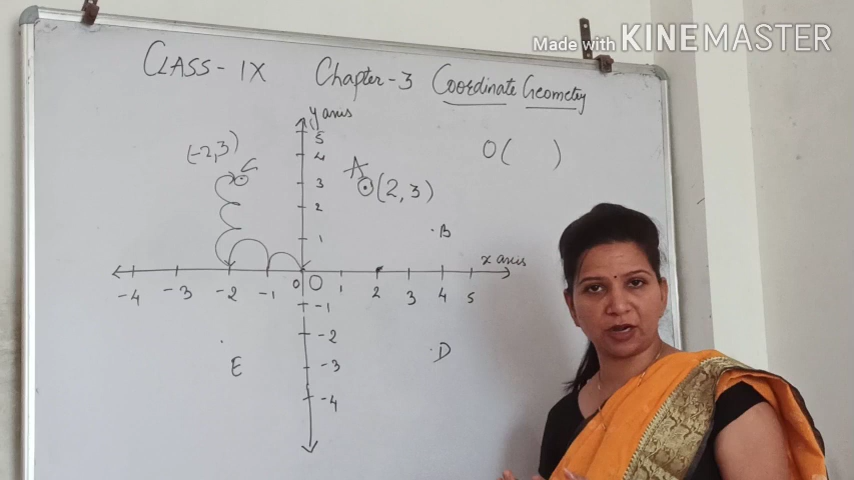 Made with KINEMASTER
CLASS - IX Chapter-3 Coordinate Geometry
y axis
5
(-2,3) 4
C A
3 (2, 3)
O( )
2
1 . B
x axis
-4 -3 -2 -1 0 O 1 2 3 4 5
-1
-2
E -3 . D
-4